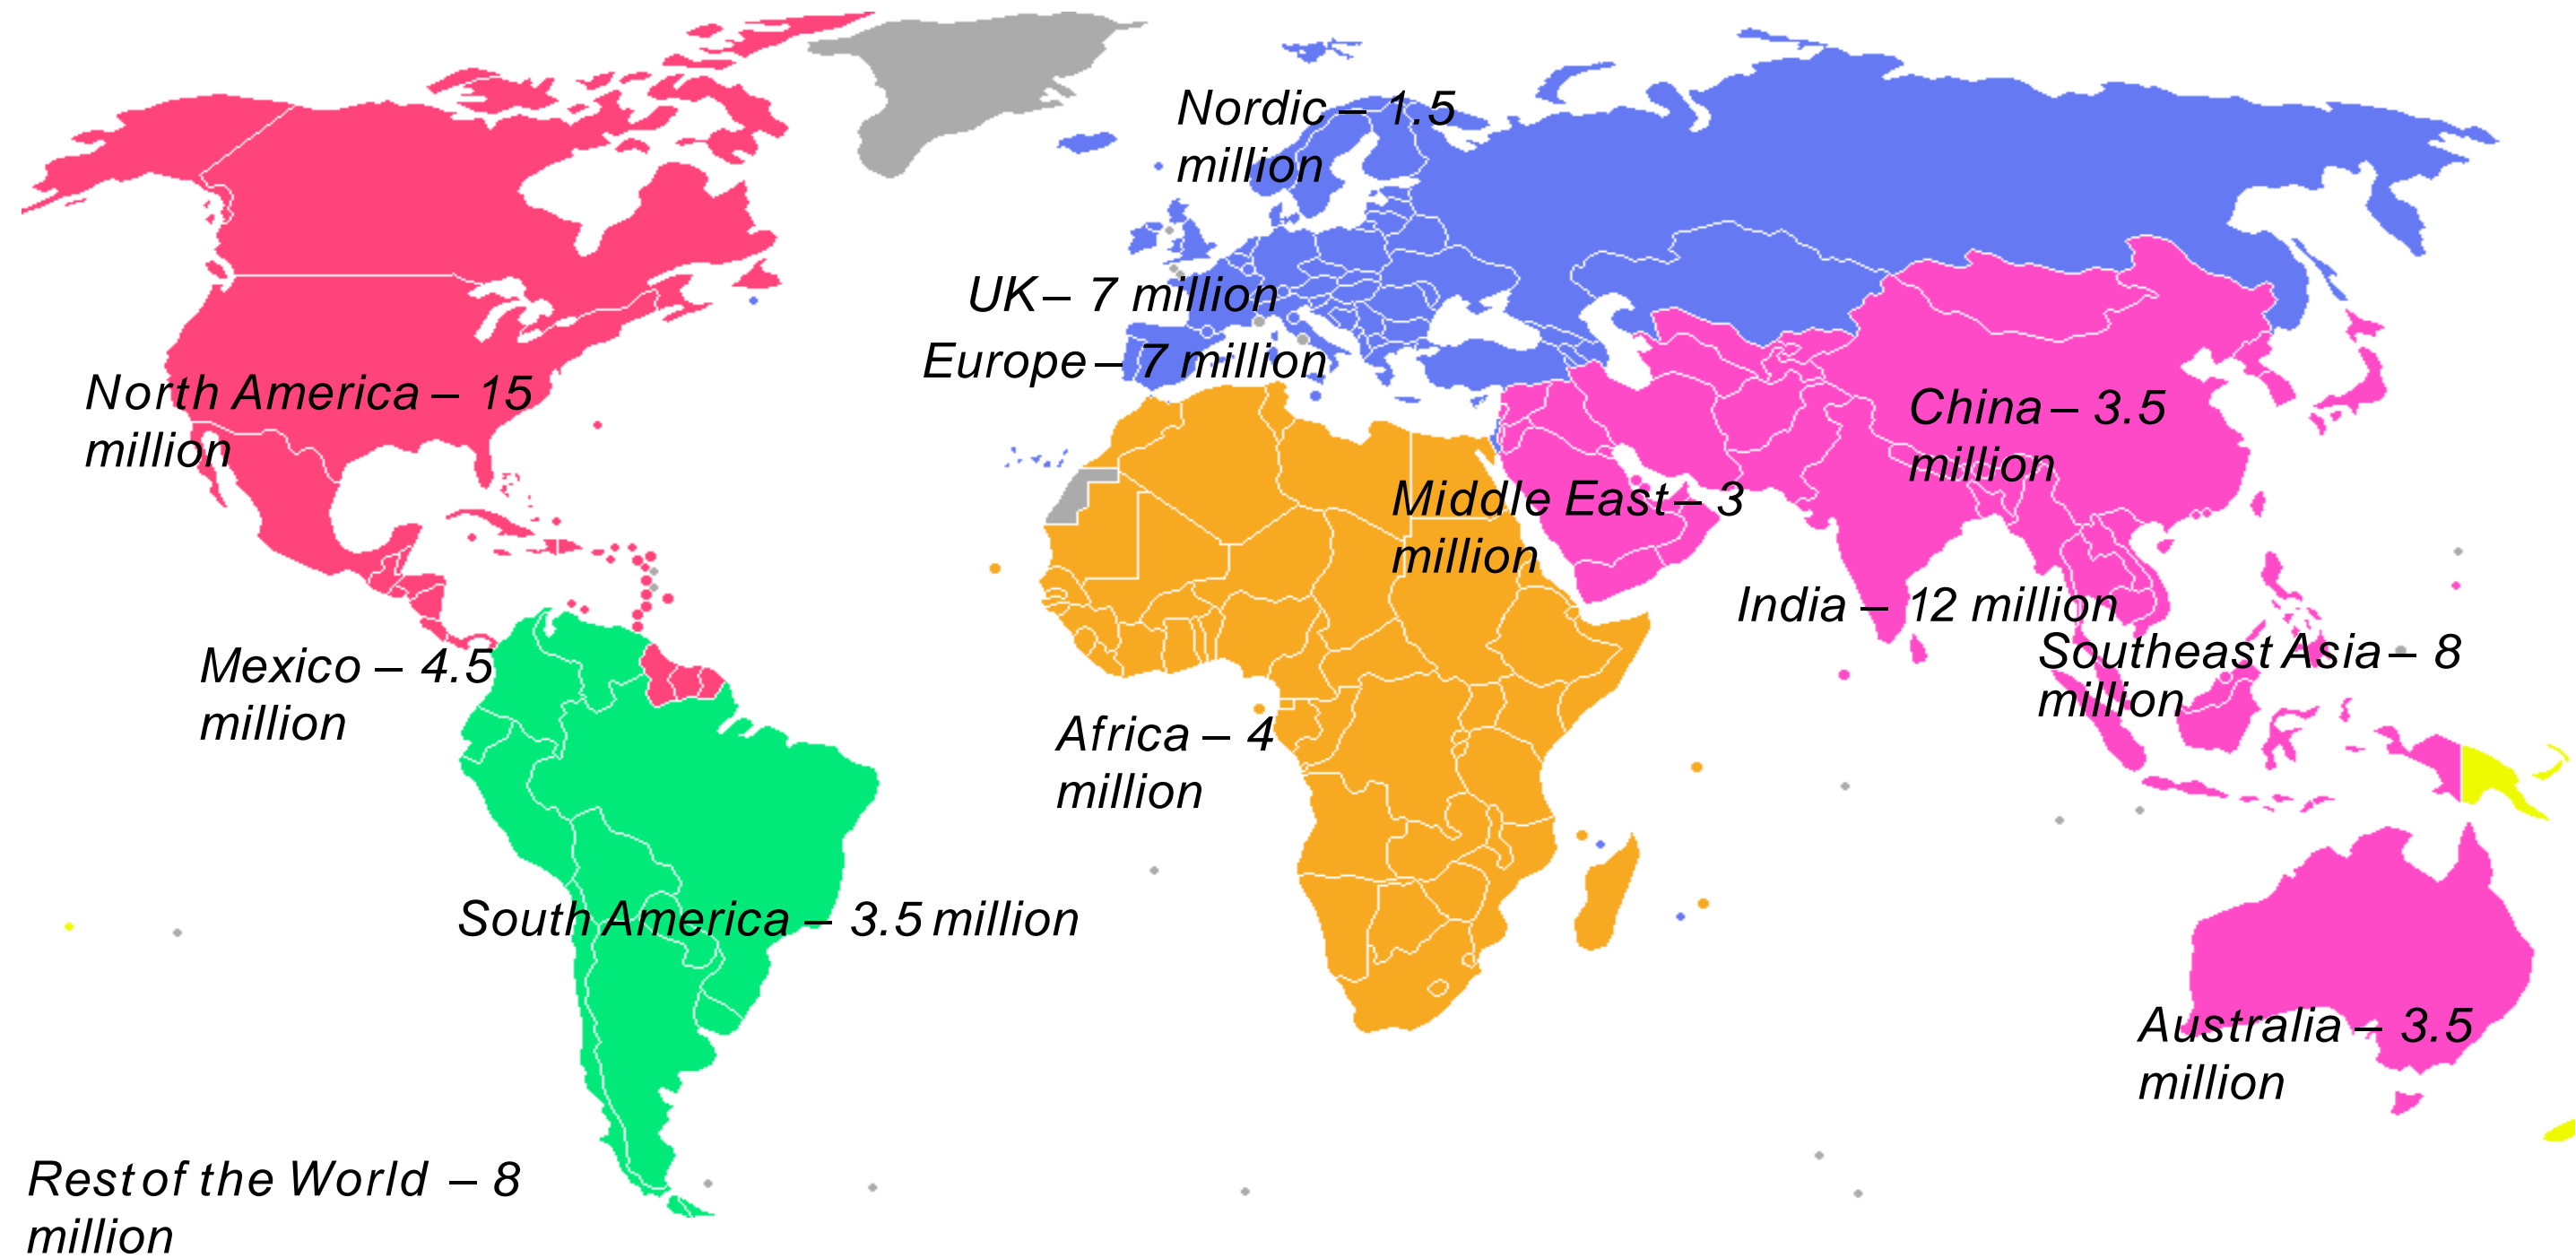 Nordic – 1.5
million
UK – 7 million
Europe – 7 million
North America – 15
million
China – 3.5
million
Middle East – 3
million
India – 12 million
Southeast Asia – 8
million
Mexico – 4.5
million
Africa – 4
million
South America – 3.5 million
Australia – 3.5
million
Rest of the World – 8
million